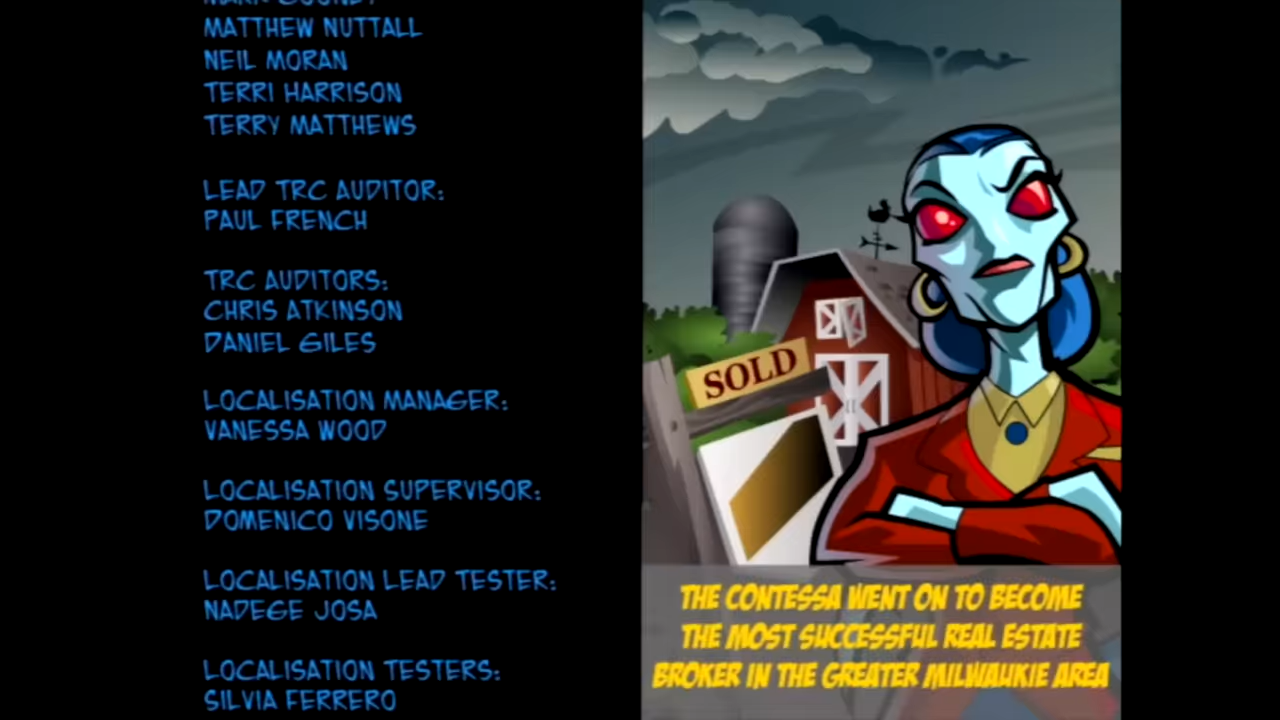 MATTHEW NUTTALL
NEIL MORAN
TERRI HARRISON
TERRY MATTHEWS
LEAD TRC AUDITOR:
PAUL FRENCH
TRC AUDITORS:
CHRIS ATKINSON
DANIEL GILES
LOCALISATION MANAGER:
VANESSA WOOD
LOCALISATION SUPERVISOR:
DOMENICO VISONE
LOCALISATION LEAD TESTER:
NADEGE JOSA
LOCALISATION TESTERS:
SILVIA FERRERO
SOLD
THE CONTESSA WENT ON TO BECOME
THE MOST SUCCESSFUL REAL ESTATE
BROKER IN THE GREATER MILWAUKIE AREA